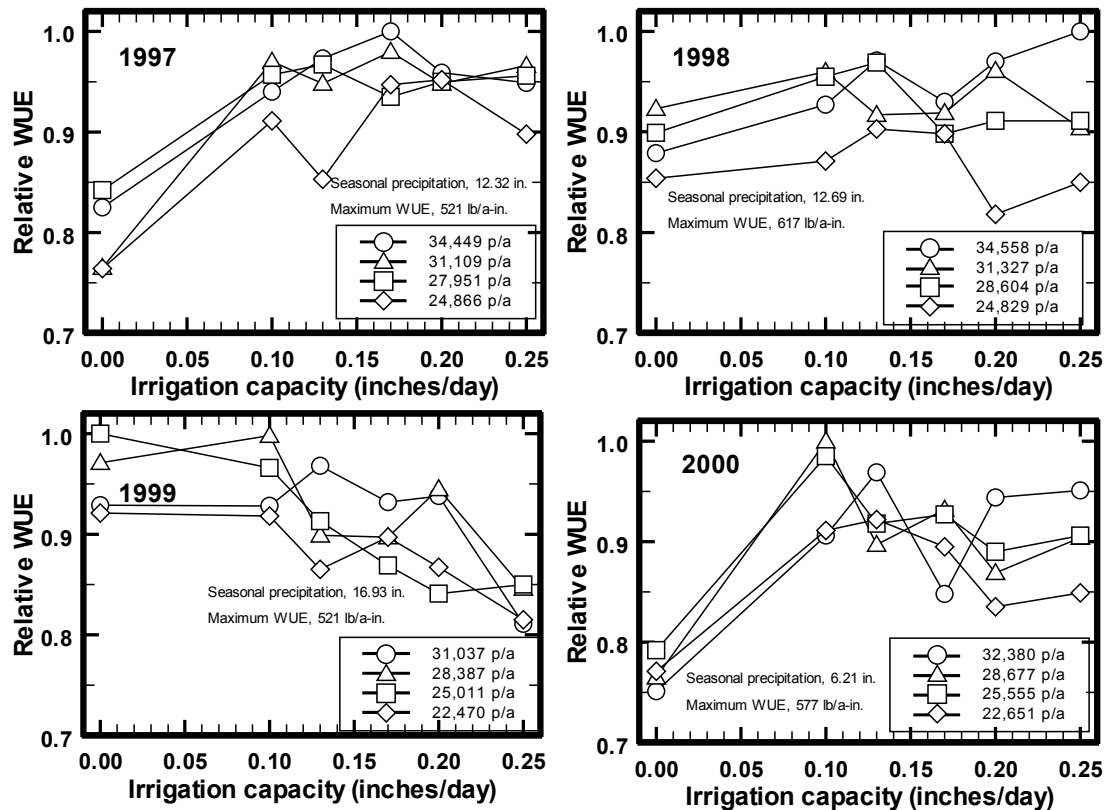 1997
Relative WUE
1.0
0.9
0.8
0.7
Seasonal precipitation, 12.32 in.
Maximum WUE, 521 lb/a-in.
34,449 p/a
31,109 p/a
27,951 p/a
24,866 p/a
0.00 0.05 0.10 0.15 0.20 0.25
Irrigation capacity (inches/day)
1998
Relative WUE
1.0
0.9
0.8
0.7
Seasonal precipitation, 12.69 in.
Maximum WUE, 617 lb/a-in.
34,558 p/a
31,327 p/a
28,604 p/a
24,829 p/a
0.00 0.05 0.10 0.15 0.20 0.25
Irrigation capacity (inches/day)
1999
Relative WUE
1.0
0.9
0.8
0.7
Seasonal precipitation, 16.93 in.
Maximum WUE, 521 lb/a-in.
31,037 p/a
28,387 p/a
25,011 p/a
22,470 p/a
0.00 0.05 0.10 0.15 0.20 0.25
Irrigation capacity (inches/day)
2000
Relative WUE
1.0
0.9
0.8
0.7
Seasonal precipitation, 6.21 in.
Maximum WUE, 577 lb/a-in.
32,380 p/a
28,677 p/a
25,555 p/a
22,651 p/a
0.00 0.05 0.10 0.15 0.20 0.25
Irrigation capacity (inches/day)